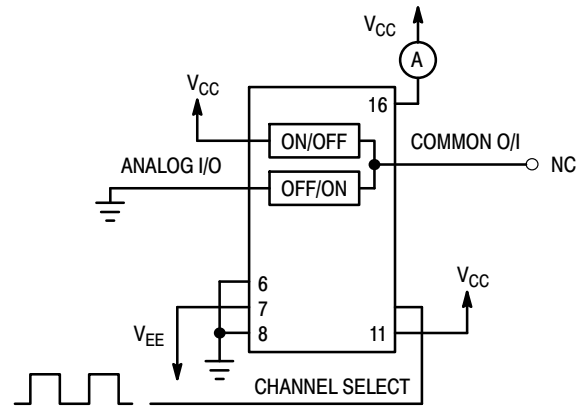 VCC
A
VCC
16
ON/OFF
COMMON O/I
ANALOG I/O
OFF/ON
NC
6
VCC
7
VEE
8
11
CHANNEL SELECT